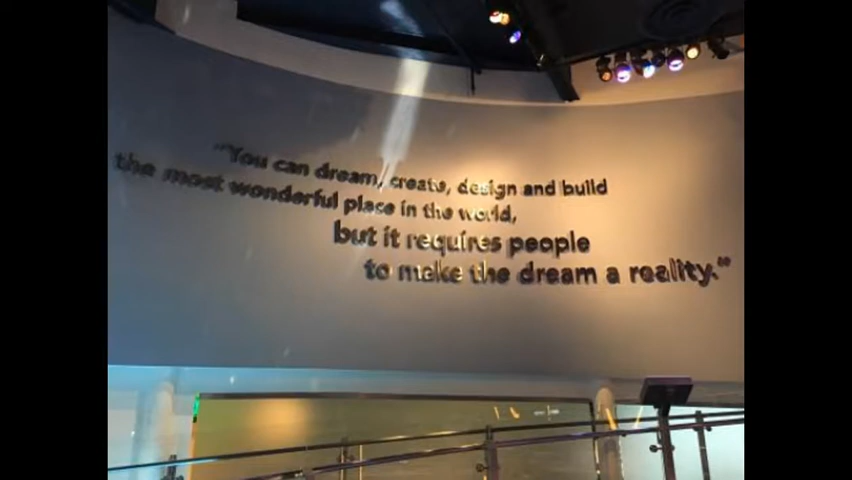 "You can dream, create, design and build
the most wonderful place in the world,
but it requires people
to make the dream a reality."